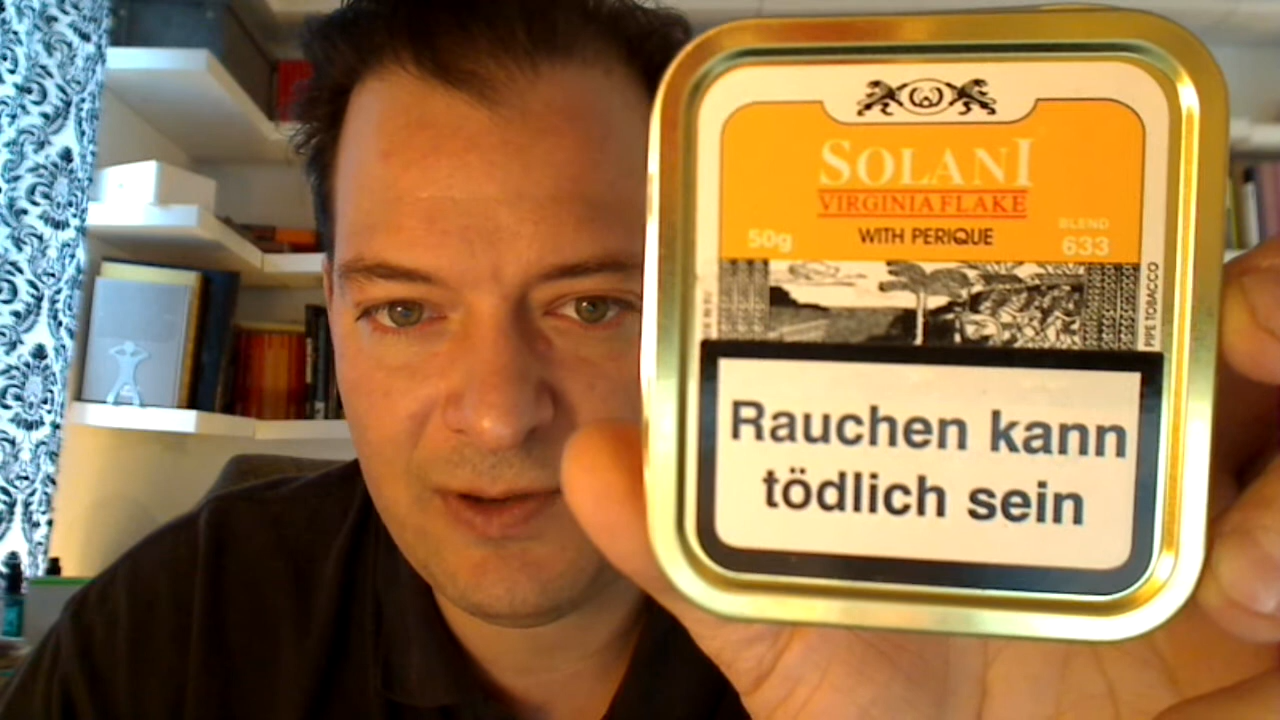 SOLANI
VIRGINIA FLAKE
WITH PERIQUE
50g
BLEND
633
PIPE TOBACCO
Rauchen kann
tödlich sein